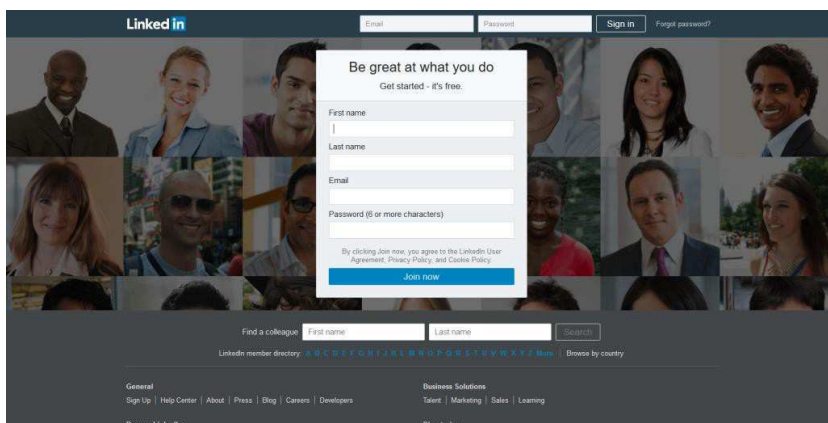 Linked in
Email Password Sign in Forgot password?
Be great at what you do
Get started - it's free.
First name
Last name
Email
Password (6 or more characters)
By clicking Join now, you agree to the LinkedIn User
Agreement, Privacy Policy, and Cookie Policy
Join now
Find a colleague First name Last name Search
LinkedIn member directory: A B C D E F G H I J K L M N O P Q R S T U V W X Y Z More | Browse by country
General
Sign Up | Help Center | About | Press | Blog | Careers | Developers
Business Solutions
Talent | Marketing | Sales | Learning